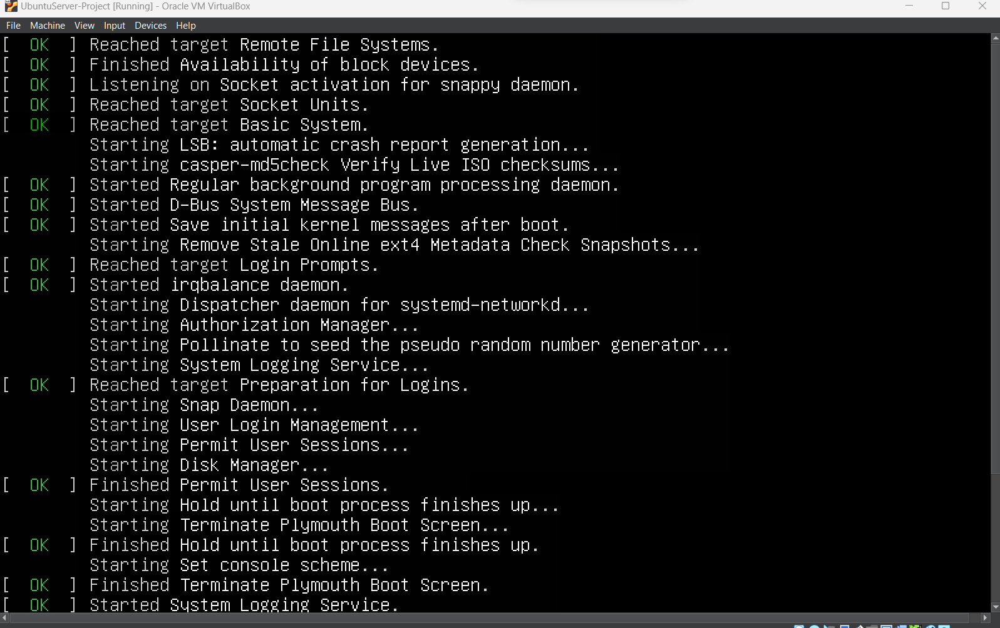 UbuntuServer-Project [Running] - Oracle VM VirtualBox
File Machine View Input Devices Help
[  OK  ] Reached target Remote File Systems.
[  OK  ] Finished Availability of block devices.
[  OK  ] Listening on Socket activation for snappy daemon.
[  OK  ] Reached target Socket Units.
[  OK  ] Reached target Basic System.
Starting LSB: automatic crash report generation...
Starting casper-md5check Verify Live ISO checksums...
[  OK  ] Started Regular background program processing daemon.
[  OK  ] Started D-Bus System Message Bus.
[  OK  ] Started Save initial kernel messages after boot.
Starting Remove Stale Online ext4 Metadata Check Snapshots...
[  OK  ] Reached target Login Prompts.
[  OK  ] Started irqbalance daemon.
Starting Dispatcher daemon for systemd-networkd...
Starting Authorization Manager...
Starting Pollinate to seed the pseudo random number generator...
Starting System Logging Service...
[  OK  ] Reached target Preparation for Logins.
Starting Snap Daemon...
Starting User Login Management...
Starting Permit User Sessions...
Starting Disk Manager...
[  OK  ] Finished Permit User Sessions.
Starting Hold until boot process finishes up...
Starting Terminate Plymouth Boot Screen...
[  OK  ] Finished Hold until boot process finishes up.
Starting Set console scheme...
[  OK  ] Finished Terminate Plymouth Boot Screen.
[  OK  ] Started System Logging Service.